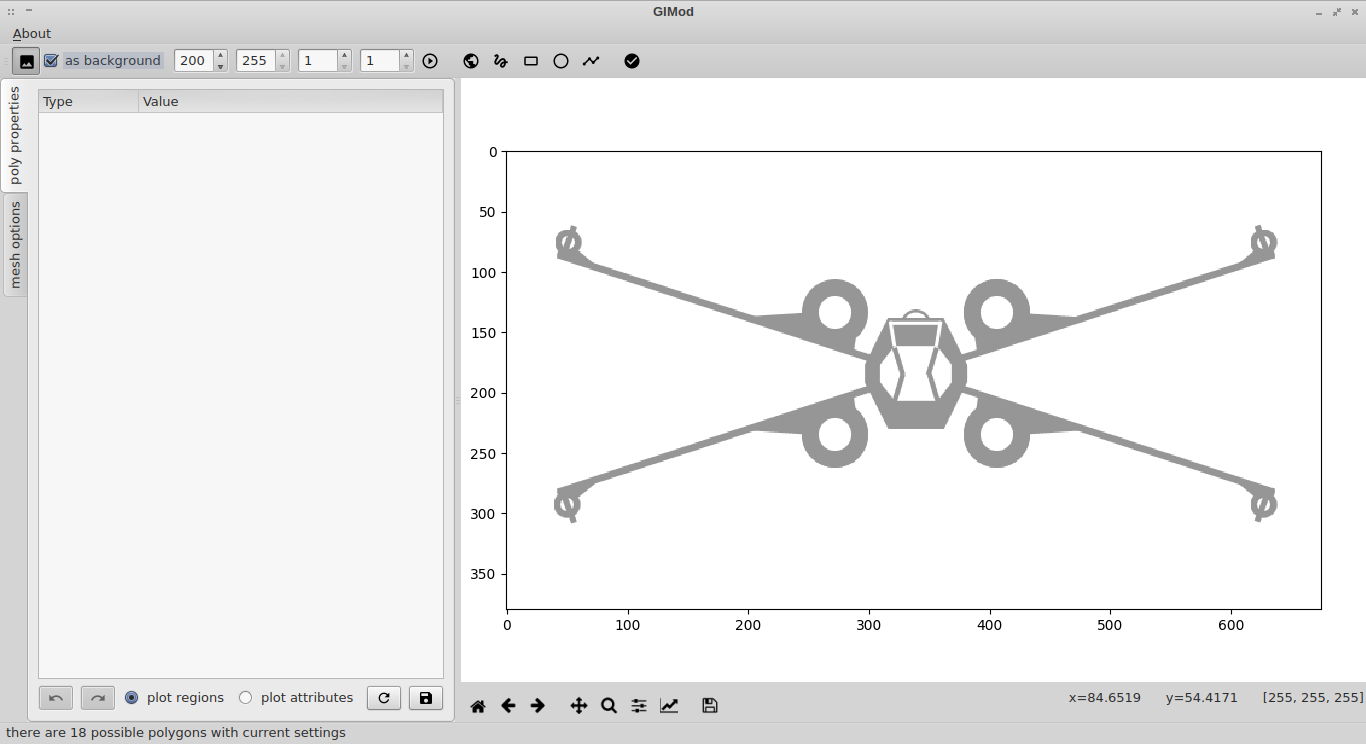 GIMod
About
as background 200 255 1 1
poly properties
mesh options
Type Value
0
50
100
150
200
250
300
350
0 100 200 300 400 500 600
plot regions plot attributes
x=84.6519 y=54.4171 [255, 255, 255]
there are 18 possible polygons with current settings